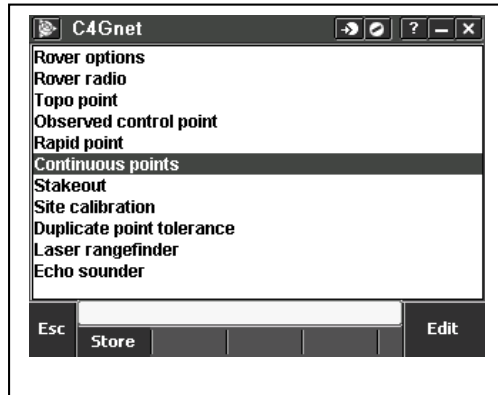 C4Gnet ? – x
Rover options
Rover radio
Topo point
Observed control point
Rapid point
Continuous points
Stakeout
Site calibration
Duplicate point tolerance
Laser rangefinder
Echo sounder
Esc Store Edit